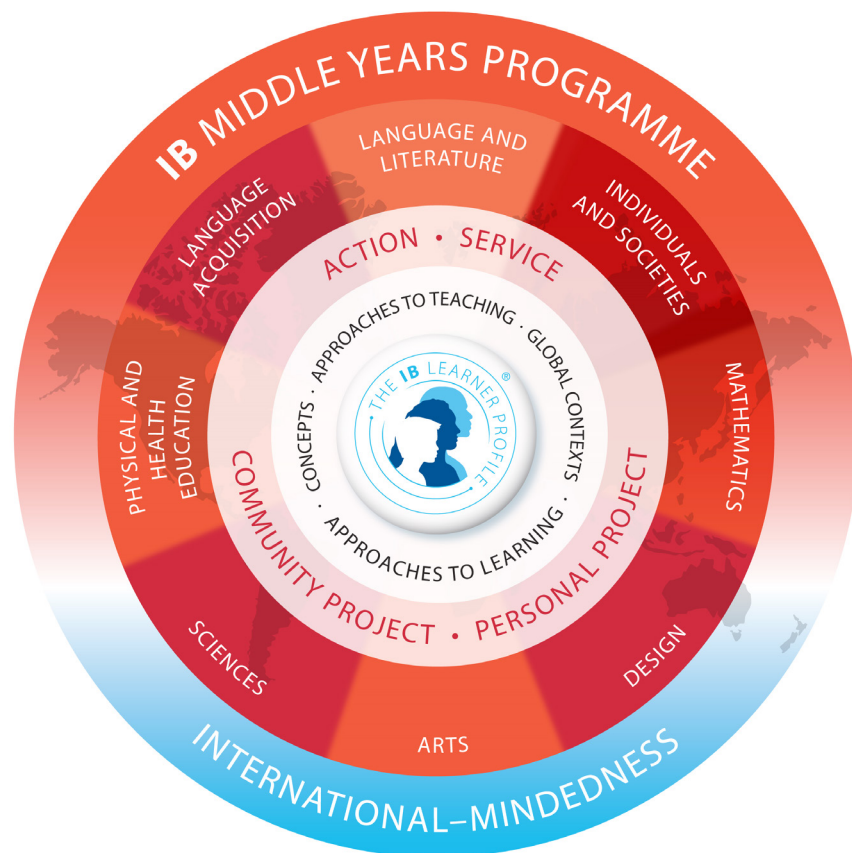 IB MIDDLE YEARS PROGRAMME
LANGUAGE AND
LITERATURE
INDIVIDUALS
AND SOCIETIES
MATHEMATICS
DESIGN
ARTS
SCIENCES
PHYSICAL AND
HEALTH
EDUCATION
LANGUAGE
ACQUISITION
ACTION • SERVICE
COMMUNITY PROJECT • PERSONAL PROJECT
• CONCEPTS • APPROACHES TO TEACHING • GLOBAL CONTEXTS •
APPROACHES TO LEARNING
• THE IB LEARNER PROFILE •
®
INTERNATIONAL–MINDEDNESS